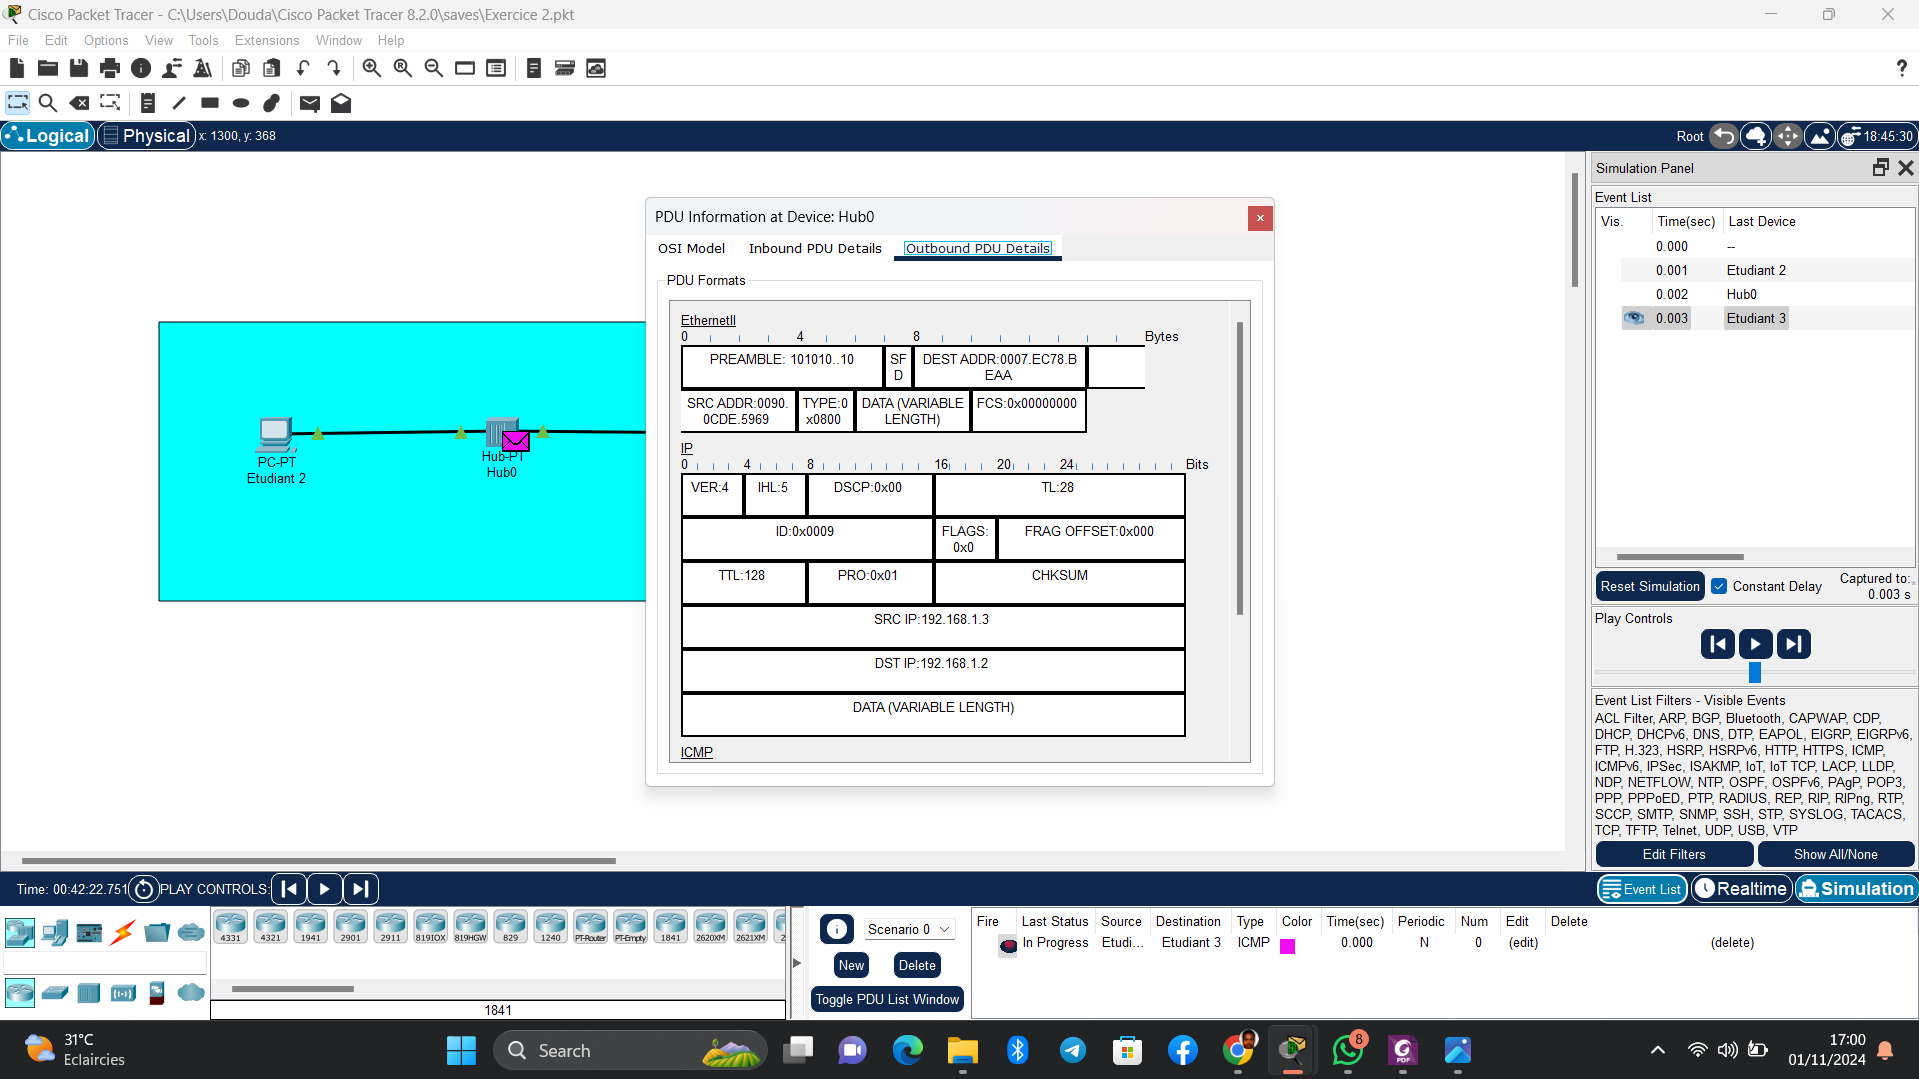 Cisco Packet Tracer - C:\Users\Douda\Cisco Packet Tracer 8.2.0\saves\Exercice 2.pkt
File Edit Options View Tools Extensions Window Help
?
Logical Physical x: 1300, y: 368
Root 18:45:30
PC-PT
Etudiant 2
Hub-PT
Hub0
PDU Information at Device: Hub0
OSI Model Inbound PDU Details Outbound PDU Details
PDU Formats
EthernetII
0 4 8 Bytes
PREAMBLE: 101010..10
SF
D
DEST ADDR:0007.EC78.B
EAA
SRC ADDR:0090.
0CDE.5969
TYPE:0
x0800
DATA (VARIABLE
LENGTH)
FCS:0x00000000
IP
0 4 8 16 20 24 Bits
VER:4 IHL:5 DSCP:0x00 TL:28
ID:0x0009
FLAGS:
0x0
FRAG OFFSET:0x000
TTL:128 PRO:0x01 CHKSUM
SRC IP:192.168.1.3
DST IP:192.168.1.2
DATA (VARIABLE LENGTH)
ICMP
Simulation Panel
Event List
Vis. Time(sec) Last Device
0.000 --
0.001 Etudiant 2
0.002 Hub0
0.003 Etudiant 3
Reset Simulation Constant Delay
Captured to:
0.003 s
Play Controls
Event List Filters - Visible Events
ACL Filter, ARP, BGP, Bluetooth, CAPWAP, CDP,
DHCP, DHCPv6, DNS, DTP, EAPOL, EIGRP, EIGRPv6,
FTP, H.323, HSRP, HSRPv6, HTTP, HTTPS, ICMP,
ICMPv6, IPSec, ISAKMP, IoT, IoT TCP, LACP, LLDP,
NDP, NETFLOW, NTP, OSPF, OSPFv6, PAgP, POP3,
PPP, PPPoED, PTP, RADIUS, REP, RIP, RIPng, RTP,
SCCP, SMTP, SNMP, SSH, STP, SYSLOG, TACACS,
TCP, TFTP, Telnet, UDP, USB, VTP
Edit Filters Show All/None
Time: 00:42:22.751 PLAY CONTROLS:
Event List Realtime Simulation
4331 4321 1941 2901 2911 819IOX 819HGW 829 1240 PT-Router PT-Empty 1841 2620XM 2621XM 2
1841
Scenario 0
New Delete
Toggle PDU List Window
Fire Last Status Source Destination Type Color Time(sec) Periodic Num Edit Delete
In Progress Etudi... Etudiant 3 ICMP 0.000 N 0 (edit) (delete)
31°C
Eclaircies
Search
8
PDF
17:00
01/11/2024